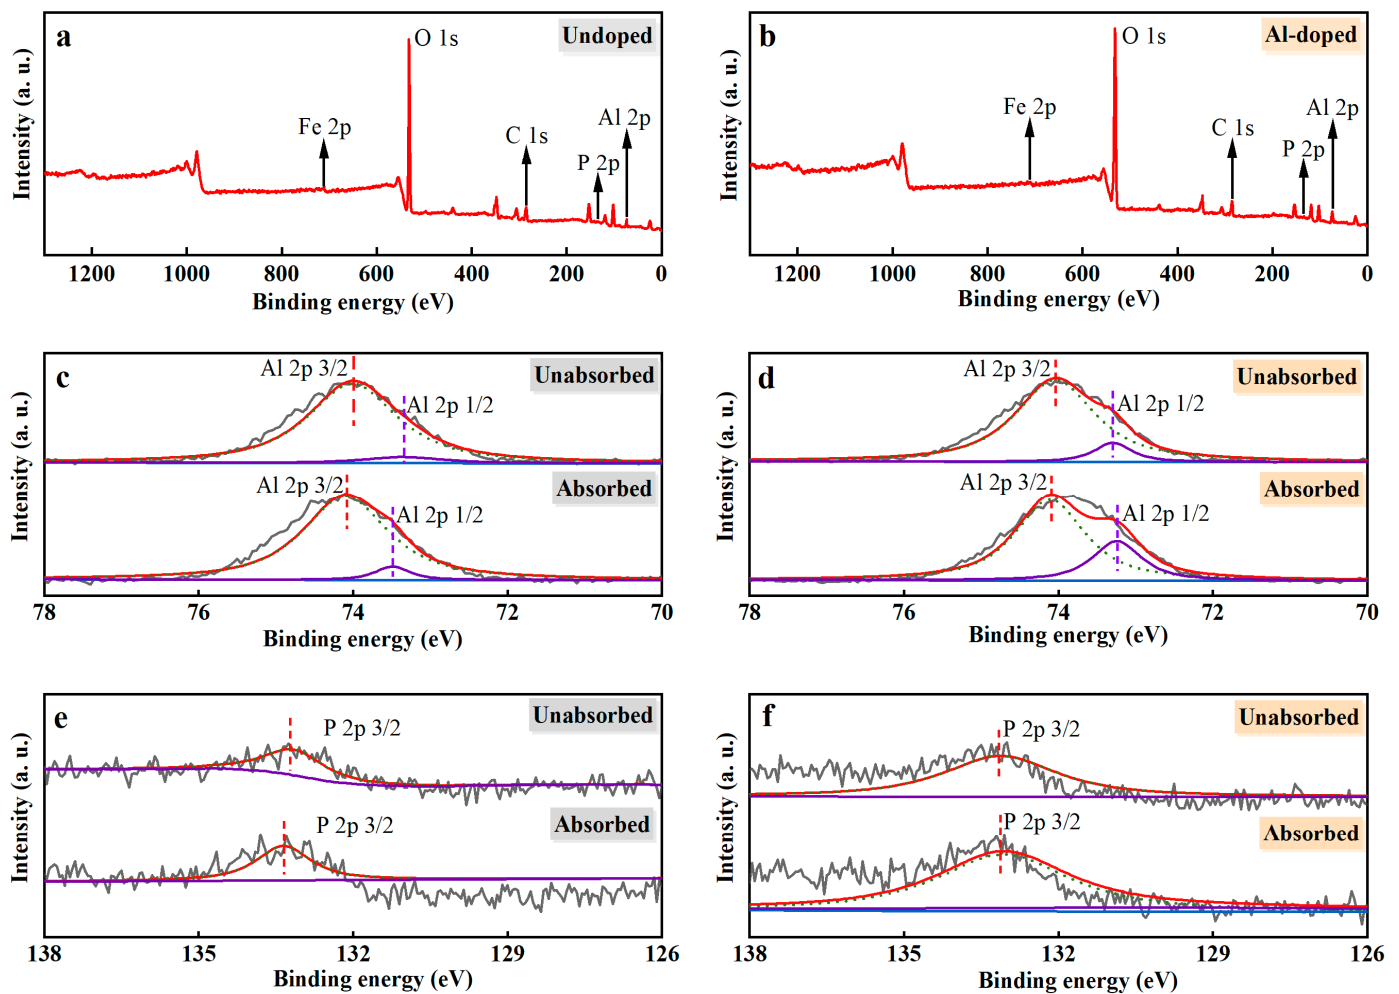 a
Undoped
O 1s
Fe 2p
C 1s
P 2p
Al 2p
Intensity (a. u.)
1200 1000 800 600 400 200 0
Binding energy (eV)
b
Al-doped
O 1s
Fe 2p
C 1s
P 2p
Al 2p
Intensity (a. u.)
1200 1000 800 600 400 200 0
Binding energy (eV)
c
Unabsorbed
Al 2p 3/2
Al 2p 1/2
Absorbed
Al 2p 3/2
Al 2p 1/2
Intensity (a. u.)
78 76 74 72 70
Binding energy (eV)
d
Unabsorbed
Al 2p 3/2
Al 2p 1/2
Absorbed
Al 2p 3/2
Al 2p 1/2
Intensity (a. u.)
78 76 74 72 70
Binding energy (eV)
e
Unabsorbed
P 2p 3/2
Absorbed
P 2p 3/2
Intensity (a. u.)
138 135 132 129 126
Binding energy (eV)
f
Unabsorbed
P 2p 3/2
Absorbed
P 2p 3/2
Intensity (a. u.)
138 135 132 129 126
Binding energy (eV)